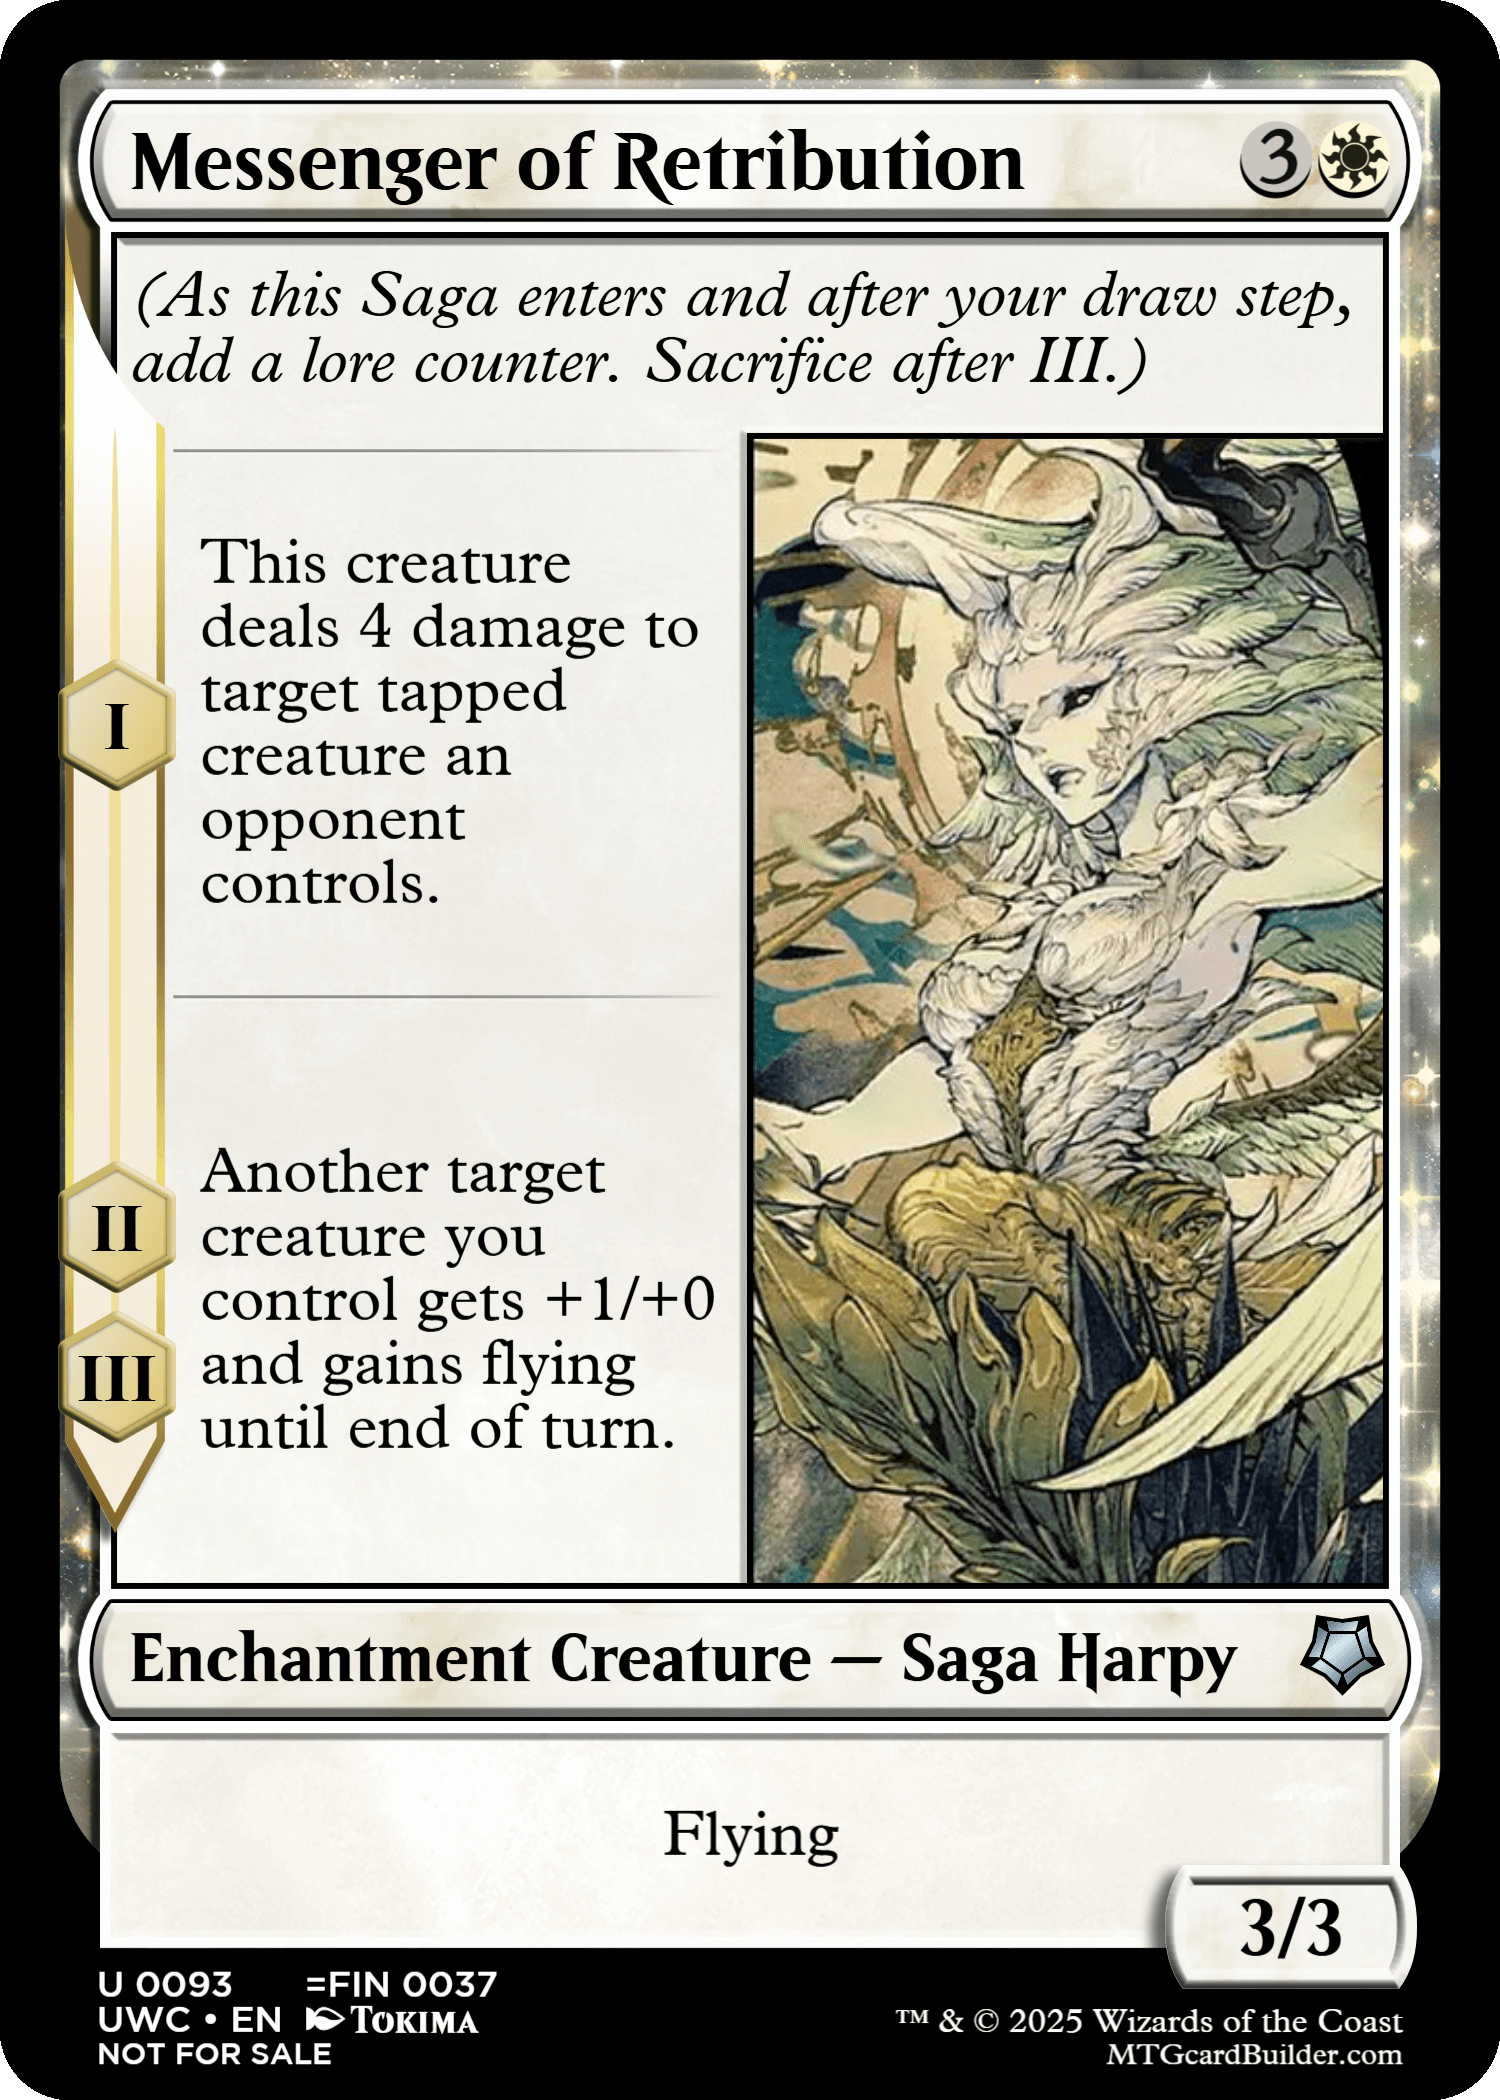 Messenger of Retribution 3
(As this Saga enters and after your draw step,
add a lore counter. Sacrifice after III.)
I
This creature
deals 4 damage to
target tapped
creature an
opponent
controls.
II
III
Another target
creature you
control gets +1/+0
and gains flying
until end of turn.
Enchantment Creature — Saga Harpy
Flying
3/3
U 0093 =FIN 0037
UWC • EN TOKIMA
NOT FOR SALE
™ & © 2025 Wizards of the Coast
MTGcardBuilder.com